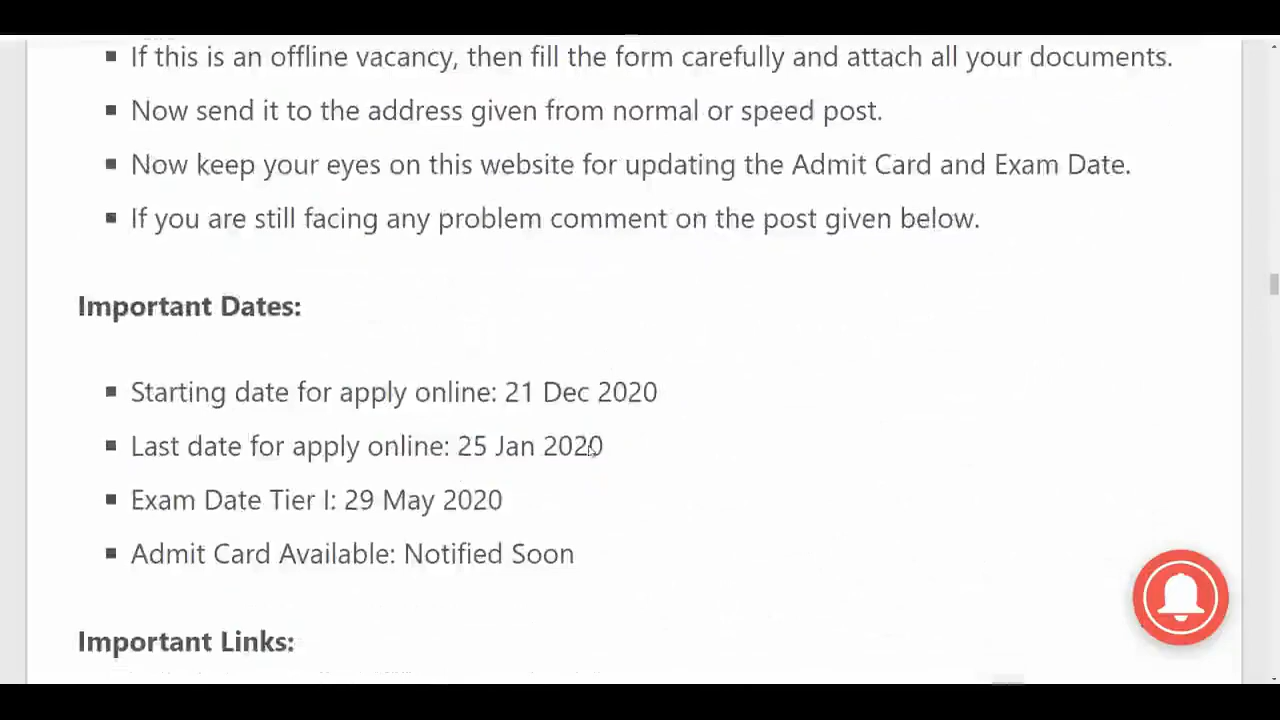 If this is an offline vacancy, then fill the form carefully and attach all your documents.
Now send it to the address given from normal or speed post.
Now keep your eyes on this website for updating the Admit Card and Exam Date.
If you are still facing any problem comment on the post given below.
Important Dates:
Starting date for apply online: 21 Dec 2020
Last date for apply online: 25 Jan 2020
Exam Date Tier I: 29 May 2020
Admit Card Available: Notified Soon
Important Links: